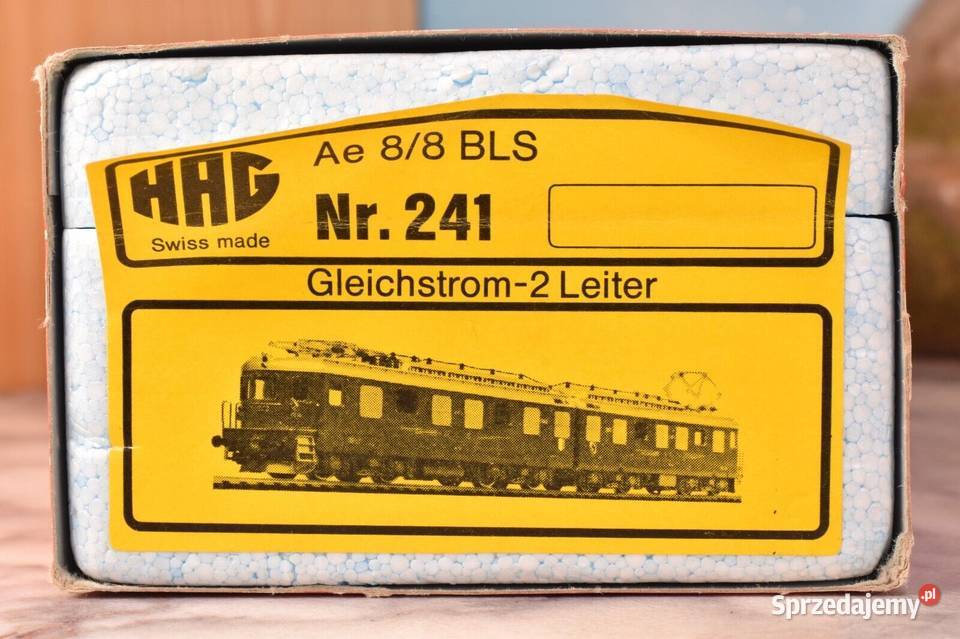 HAG
Swiss made
Ae 8/8 BLS
Nr. 241
Gleichstrom-2 Leiter
Sprzedajemy.pl